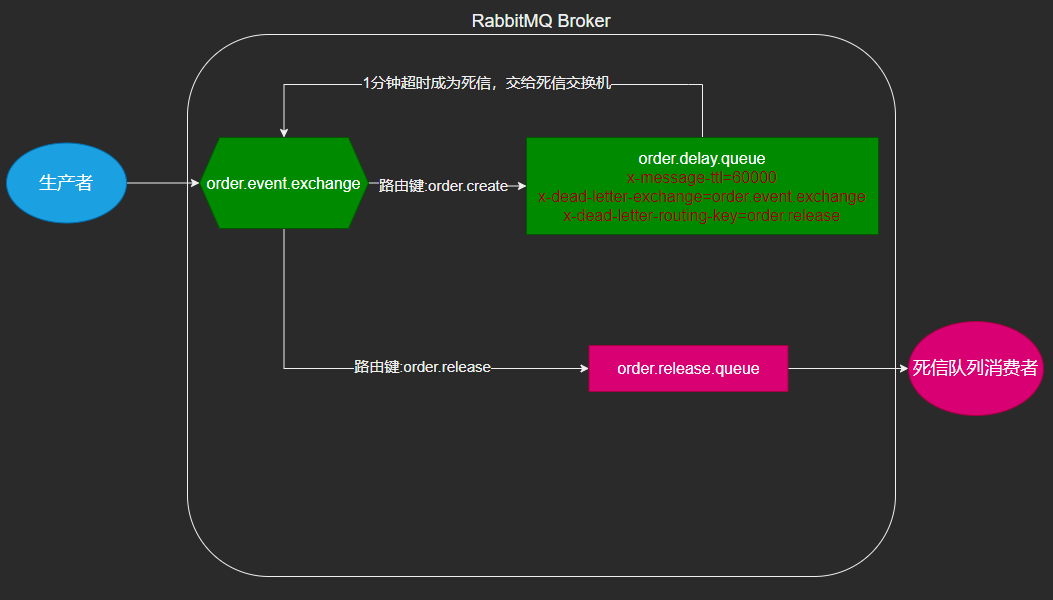 RabbitMQ Broker
1分钟超时成为死信，交给死信交换机
生产者
order.event.exchange
路由键:order.create
order.delay.queue
x-message-ttl=60000
x-dead-letter-exchange=order.event.exchange
x-dead-letter-routing-key=order.release
路由键:order.release
order.release.queue
死信队列消费者